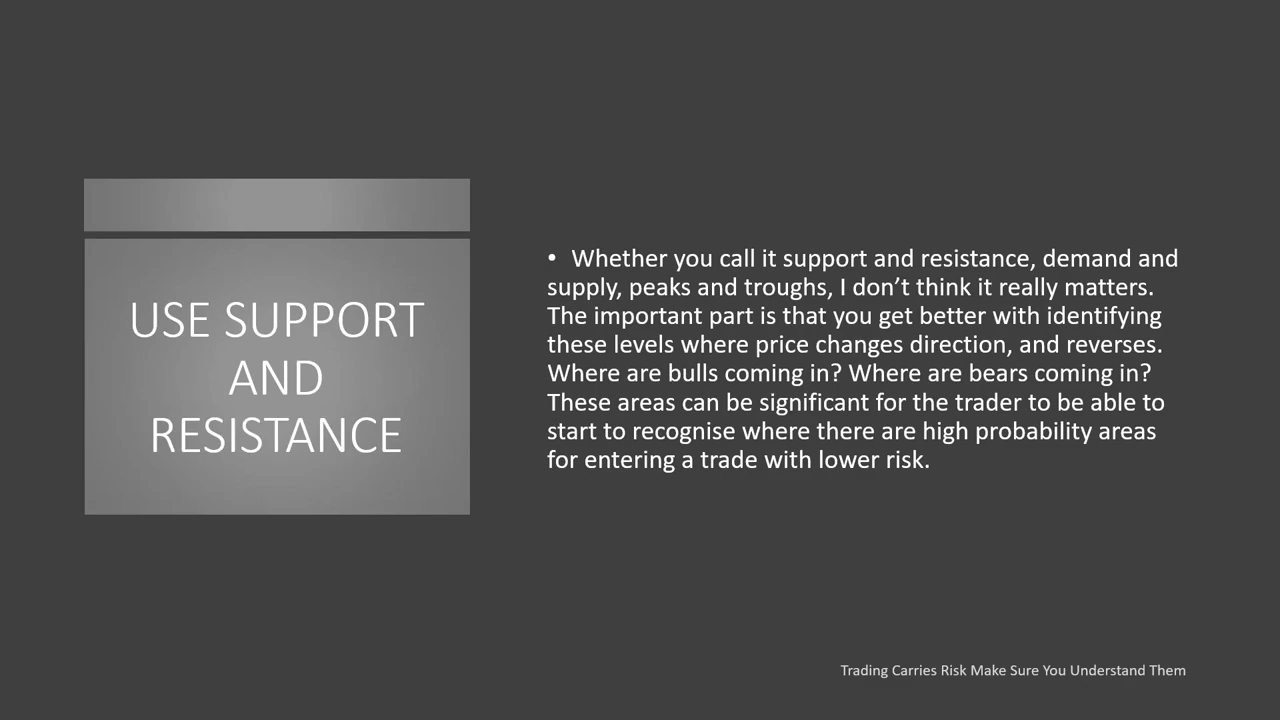 USE SUPPORT
AND
RESISTANCE
• Whether you call it support and resistance, demand and
supply, peaks and troughs, I don’t think it really matters.
The important part is that you get better with identifying
these levels where price changes direction, and reverses.
Where are bulls coming in? Where are bears coming in?
These areas can be significant for the trader to be able to
start to recognise where there are high probability areas
for entering a trade with lower risk.
Trading Carries Risk Make Sure You Understand Them